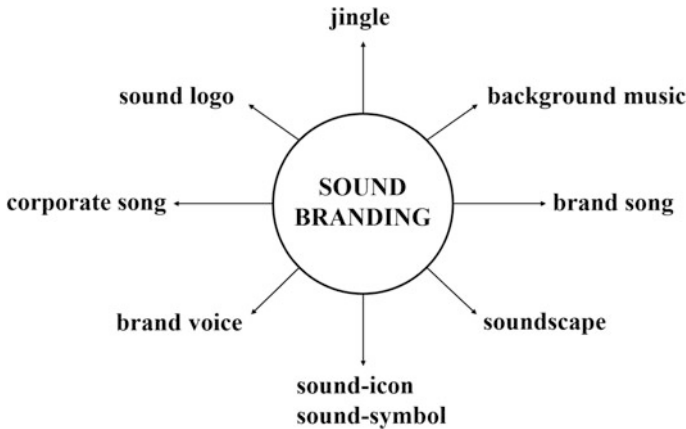 jingle
sound logo
background music
SOUND
BRANDING
corporate song
brand song
brand voice
soundscape
sound-icon
sound-symbol